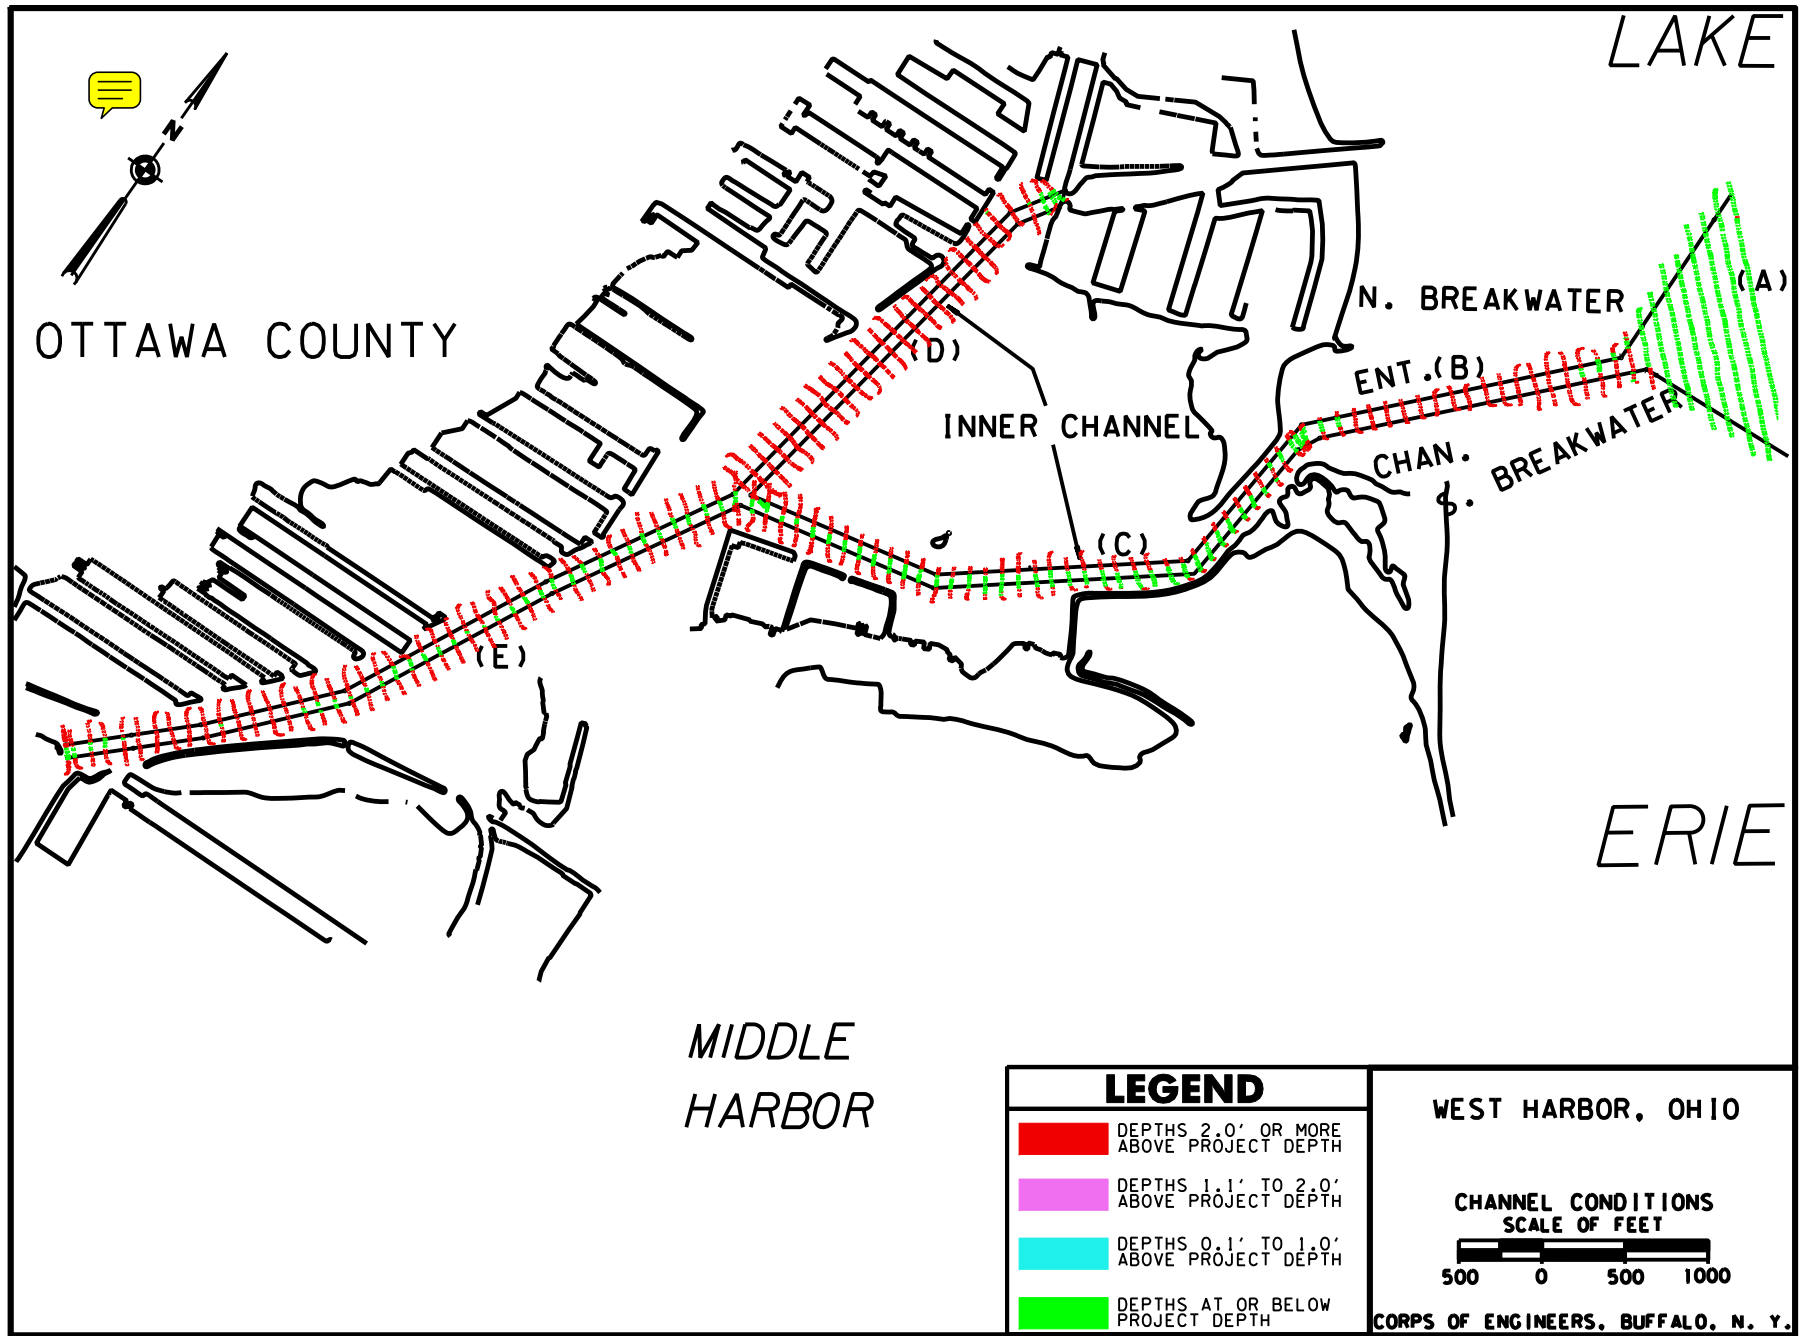 LAKE
N
OTTAWA COUNTY
(A)
N. BREAKWATER
(D)
ENT.(B)
INNER CHANNEL
CHAN.
S. BREAKWATER
(C)
(E)
ERIE
MIDDLE
HARBOR
LEGEND
DEPTHS 2.0' OR MORE
ABOVE PROJECT DEPTH
DEPTHS 1.1' TO 2.0'
ABOVE PROJECT DEPTH
DEPTHS 0.1' TO 1.0'
ABOVE PROJECT DEPTH
DEPTHS AT OR BELOW
PROJECT DEPTH
WEST HARBOR, OHIO
CHANNEL CONDITIONS
SCALE OF FEET
500 0 500 1000
CORPS OF ENGINEERS. BUFFALO. N. Y.